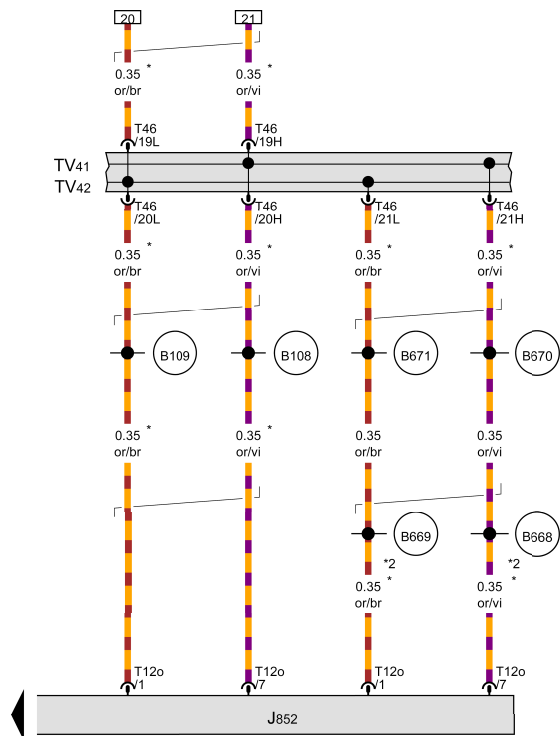 20 21
0.35 * 0.35 *
or/br or/vi
T46 T46
/19L /19H
TV41
TV42
T46 T46 T46 T46
/20L /20H /21L /21H
* * * *
0.35 0.35 0.35 0.35
or/br or/vi or/br or/vi
B109 B108 B671 B670
0.35 * 0.35 * 0.35 0.35
or/br or/vi or/br or/vi
B669 B668
*2 *2
0.35 * 0.35 *
or/br or/vi
T12o T12o T12o T12o
/1 /7 /1 /7
J852